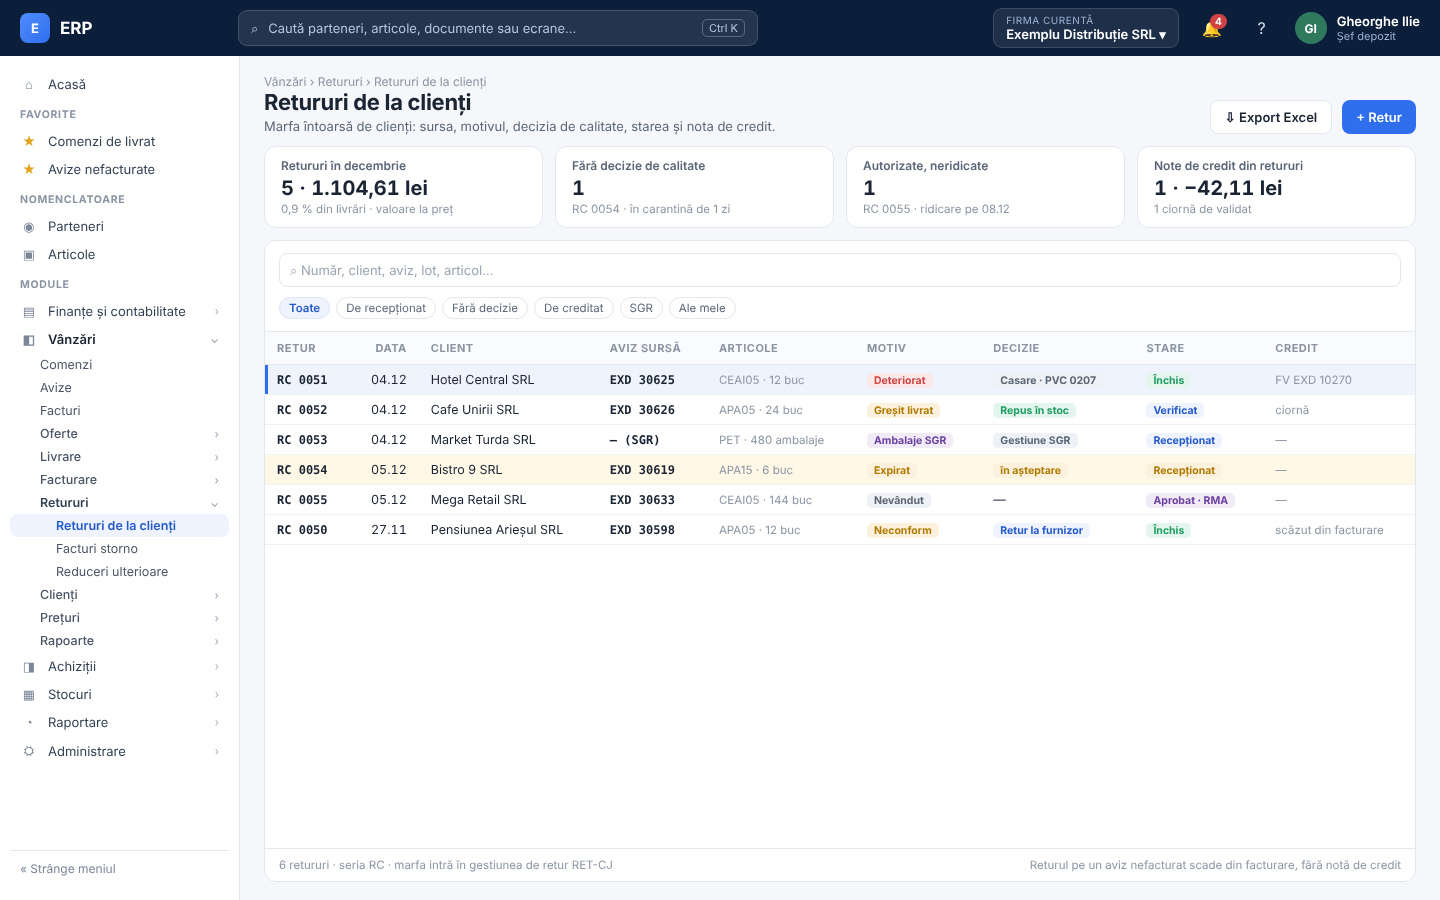 E ERP
Caută parteneri, articole, documente sau ecrane... Ctrl K
FIRMA CURENTĂ
Exemplu Distribuție SRL ▾
4
?
GI
Gheorghe Ilie
Șef depozit
Acasă
FAVORITE
★ Comenzi de livrat
★ Avize nefacturate
NOMENCLATOARE
Parteneri
Articole
MODULE
Finanțe și contabilitate ›
Vânzări
Comenzi
Avize
Facturi
Oferte ›
Livrare ›
Facturare ›
Retururi
Retururi de la clienți
Facturi storno
Reduceri ulterioare
Clienți ›
Prețuri ›
Rapoarte ›
Achiziții ›
Stocuri ›
Raportare ›
Administrare ›
« Strânge meniul
Vânzări › Retururi › Retururi de la clienți
Retururi de la clienți
Marfa întoarsă de clienți: sursa, motivul, decizia de calitate, starea și nota de credit.
⇩ Export Excel
+ Retur
Retururi în decembrie
5 · 1.104,61 lei
0,9 % din livrări · valoare la preț
Fără decizie de calitate
1
RC 0054 · în carantină de 1 zi
Autorizate, neridicate
1
RC 0055 · ridicare pe 08.12
Note de credit din retururi
1 · −42,11 lei
1 ciornă de validat
Număr, client, aviz, lot, articol...
Toate De recepționat Fără decizie De creditat SGR Ale mele
RETUR DATA CLIENT AVIZ SURSĂ ARTICOLE MOTIV DECIZIE STARE CREDIT
RC 0051 04.12 Hotel Central SRL EXD 30625 CEAI05 · 12 buc Deteriorat Casare · PVC 0207 Închis FV EXD 10270
RC 0052 04.12 Cafe Unirii SRL EXD 30626 APA05 · 24 buc Greșit livrat Repus în stoc Verificat ciornă
RC 0053 04.12 Market Turda SRL — (SGR) PET · 480 ambalaje Ambalaje SGR Gestiune SGR Recepționat —
RC 0054 05.12 Bistro 9 SRL EXD 30619 APA15 · 6 buc Expirat în așteptare Recepționat —
RC 0055 05.12 Mega Retail SRL EXD 30633 CEAI05 · 144 buc Nevândut — Aprobat · RMA —
RC 0050 27.11 Pensiunea Arieșul SRL EXD 30598 APA05 · 12 buc Neconform Retur la furnizor Închis scăzut din facturare
6 retururi · seria RC · marfa intră în gestiunea de retur RET-CJ
Returul pe un aviz nefacturat scade din facturare, fără notă de credit